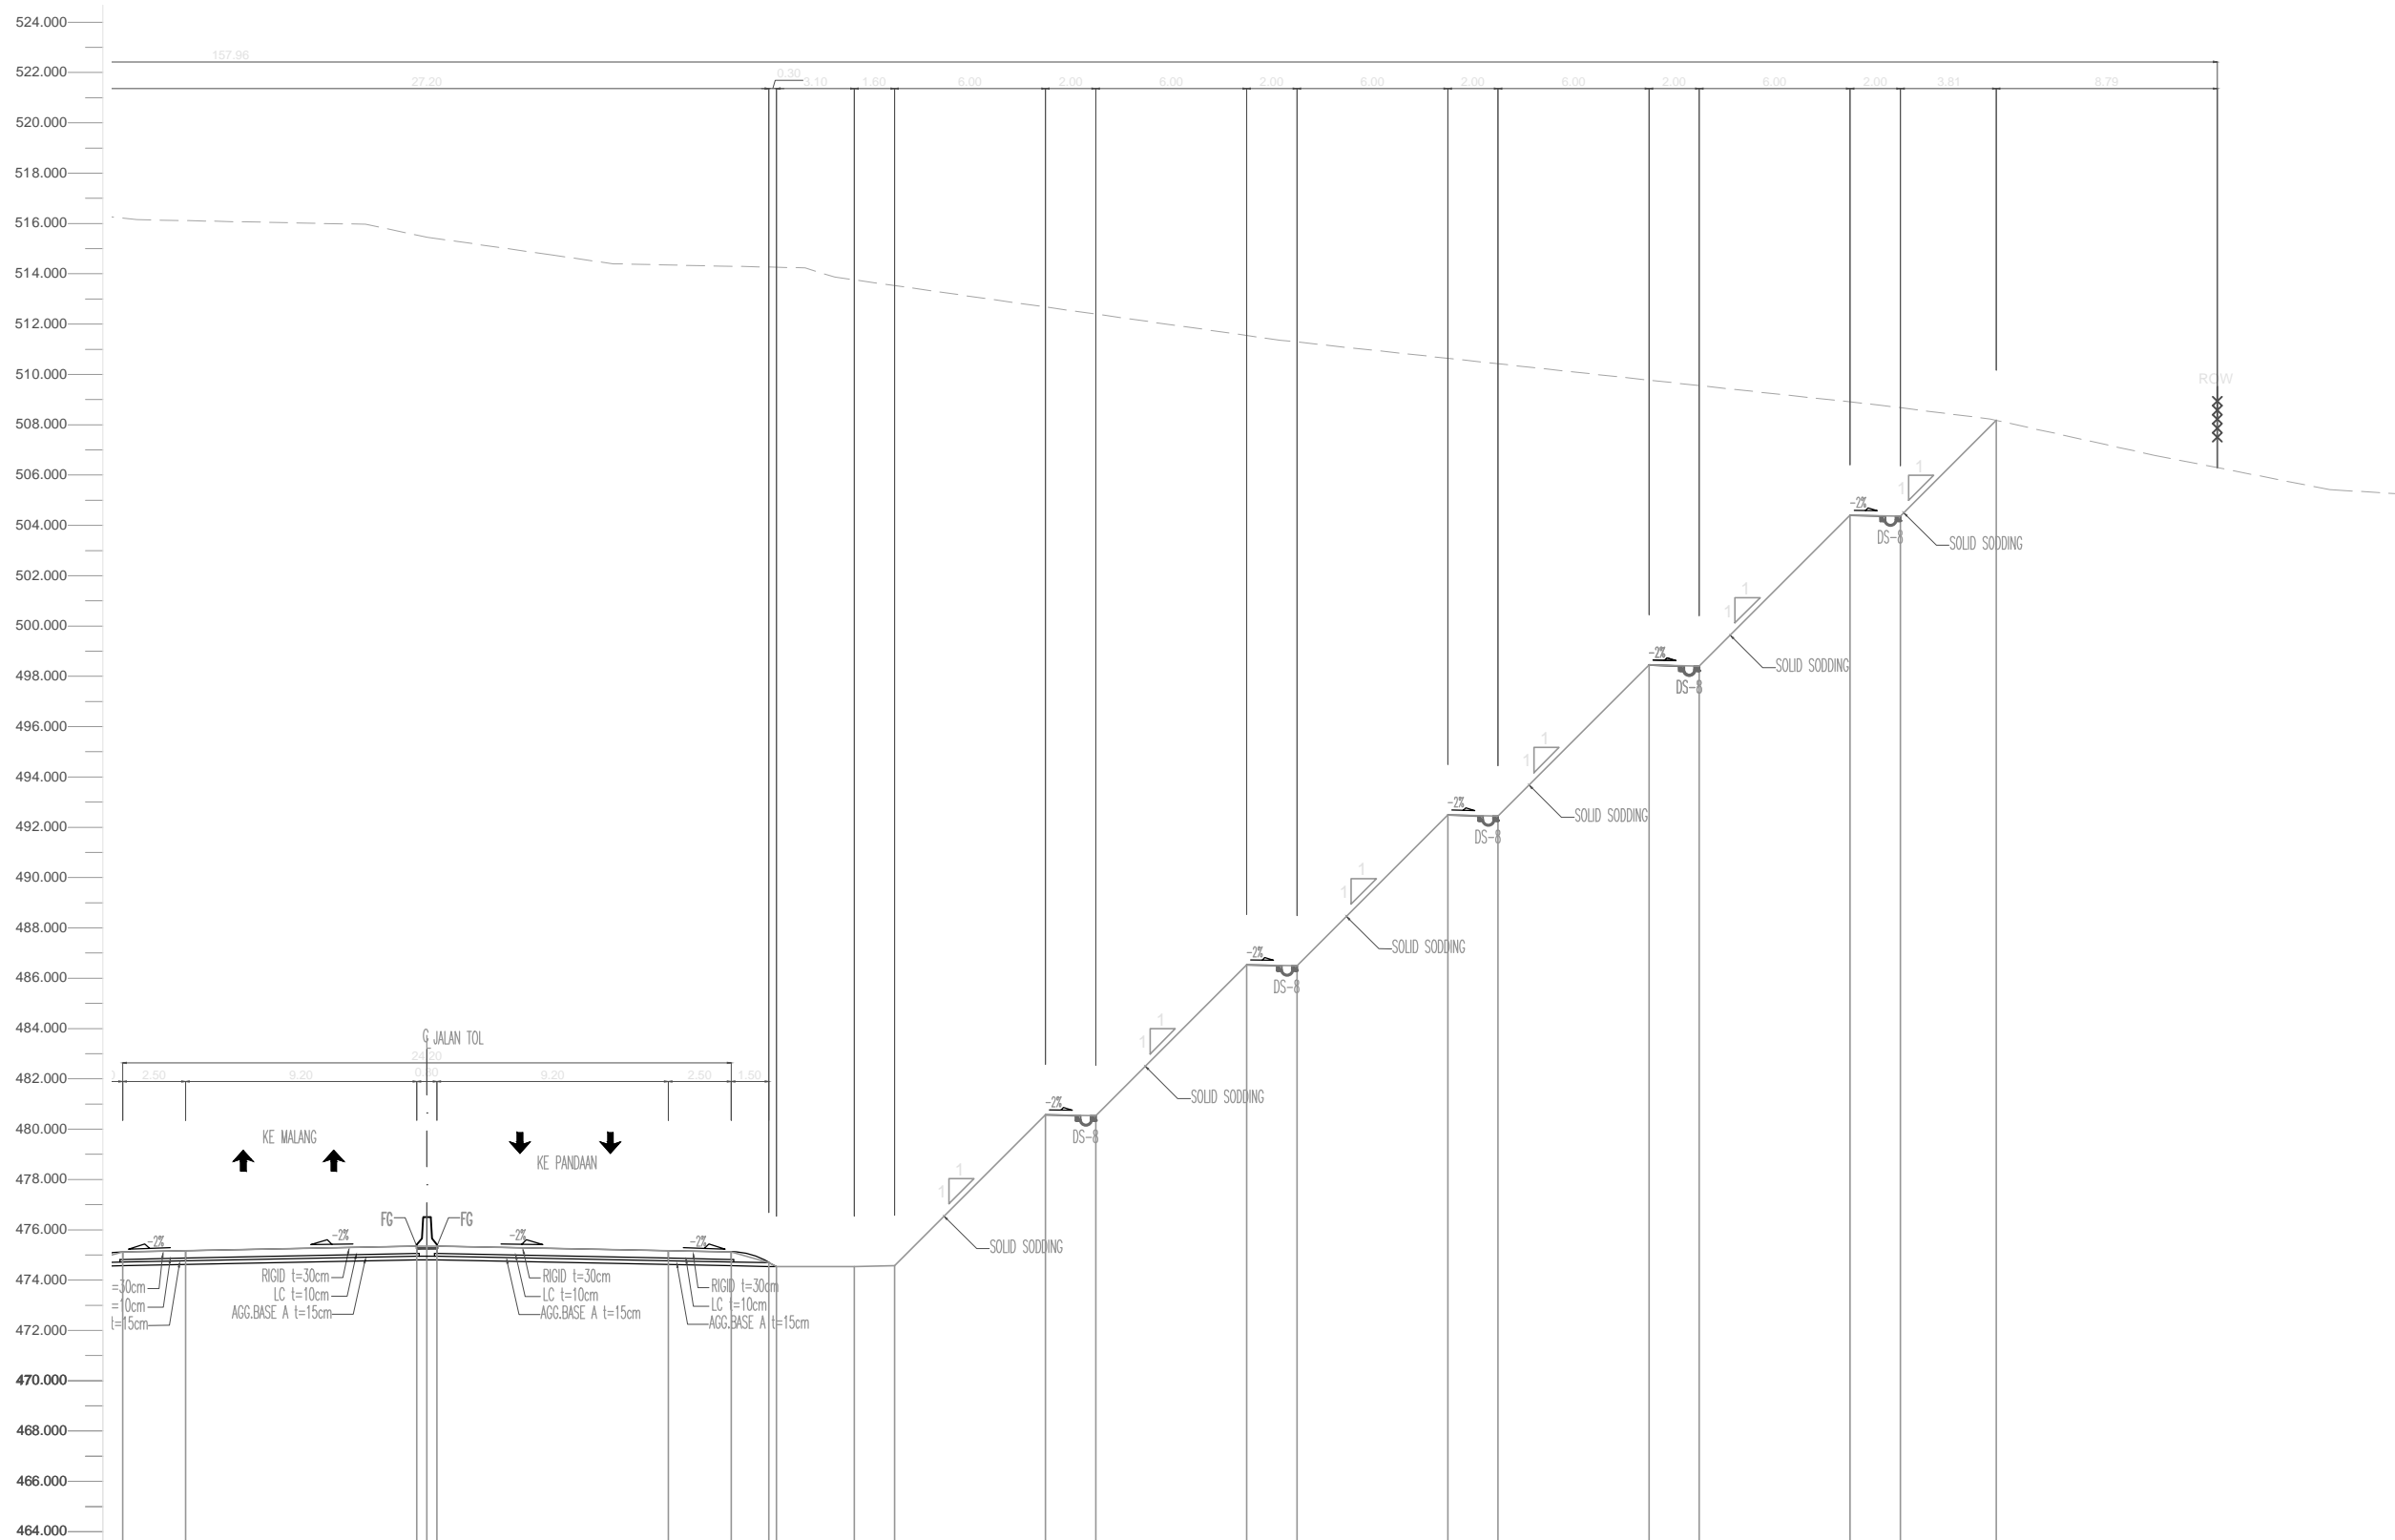 524.000
157.96
522.000
27.20 0.30 3.10 1.60 6.00 2.00 6.00 2.00 6.00 2.00 6.00 2.00 6.00 2.00 3.81 8.79
520.000
518.000
516.000
514.000
512.000
510.000
ROW
508.000
506.000
1
1
-2%
504.000
DS-8
SOLID SODDING
502.000
1
1
500.000
-2%
SOLID SODDING
498.000
DS-8
496.000
1
1
494.000
-2%
SOLID SODDING
492.000
DS-8
490.000
1
1
488.000
SOLID SODDING
-2%
486.000
DS-8
484.000
1
1
JALAN TOL
24.20
482.000
2.50 9.20 0.80 9.20 2.50 1.50
SOLID SODDING
-2%
480.000
DS-8
KE MALANG
KE PANDAAN
478.000
1
1
FG FG
476.000
-2% -2% -2% -2%
SOLID SODDING
474.000
RIGID t=30cm RIGID t=30cm RIGID t=30cm
=30cm
LC t=10cm LC t=10cm LC t=10cm
=10cm
AGG.BASE A t=15cm AGG.BASE A t=15cm AGG.BASE A t=15cm
t=15cm
472.000
470.000
468.000
466.000
464.000